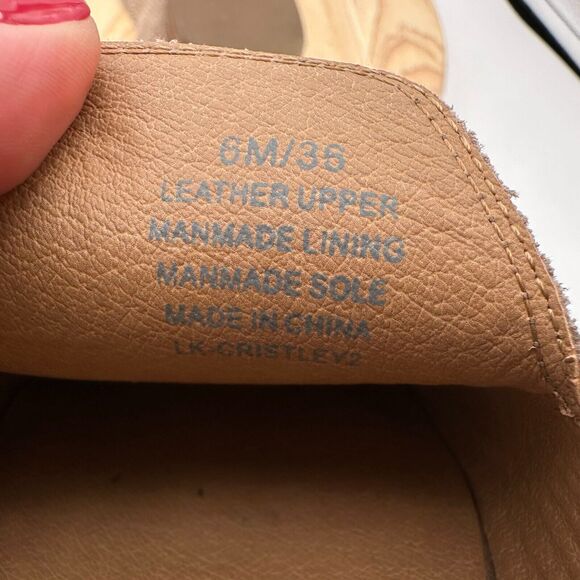 6M/36
LEATHER UPPER
MANMADE LINING
MANMADE SOLE
MADE IN CHINA
LK-CRISTLEY2